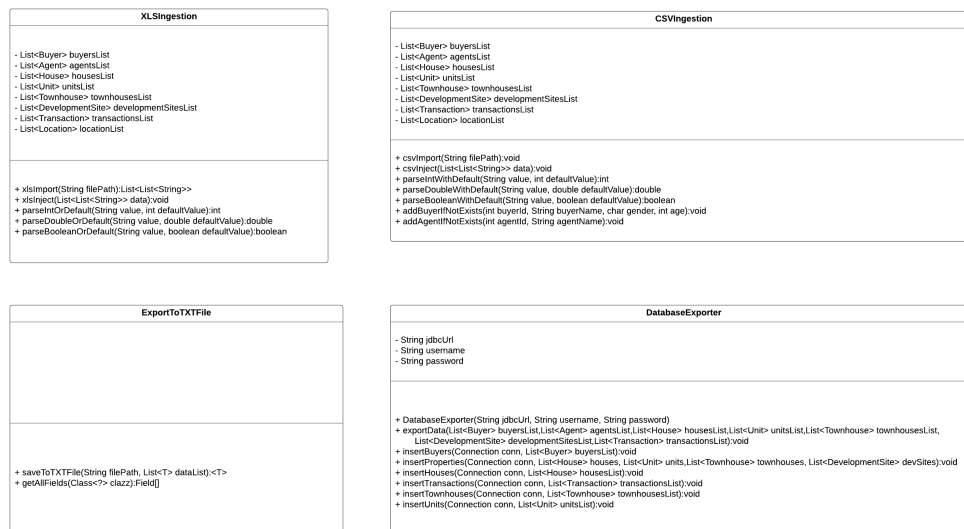 XLSIngestion
- List<Buyer> buyersList
- List<Agent> agentsList
- List<House> housesList
- List<Unit> unitsList
- List<Townhouse> townhousesList
- List<DevelopmentSite> developmentSitesList
- List<Transaction> transactionsList
- List<Location> locationList
+ xlsImport(String filePath):List<List<String>>
+ xlsInject(List<List<String>> data):void
+ parseIntOrDefault(String value, int defaultValue):int
+ parseDoubleOrDefault(String value, double defaultValue):double
+ parseBooleanOrDefault(String value, boolean defaultValue):boolean
CSVIngestion
- List<Buyer> buyersList
- List<Agent> agentsList
- List<House> housesList
- List<Unit> unitsList
- List<Townhouse> townhousesList
- List<DevelopmentSite> developmentSitesList
- List<Transaction> transactionsList
- List<Location> locationList
+ csvImport(String filePath):void
+ csvInject(List<List<String>> data):void
+ parseIntWithDefault(String value, int defaultValue):int
+ parseDoubleWithDefault(String value, double defaultValue):double
+ parseBooleanWithDefault(String value, boolean defaultValue):boolean
+ addBuyerIfNotExists(int buyerId, String buyerName, char gender, int age):void
+ addAgentIfNotExists(int agentId, String agentName):void
ExportToTXTFile
+ saveToTXTFile(String filePath, List<T> dataList):<T>
+ getAllFields(Class<?> clazz):Field[]
DatabaseExporter
- String jdbcUrl
- String username
- String password
+ DatabaseExporter(String jdbcUrl, String username, String password)
+ exportData(List<Buyer> buyersList,List<Agent> agentsList,List<House> housesList,List<Unit> unitsList,List<Townhouse> townhousesList,
List<DevelopmentSite> developmentSitesList,List<Transaction> transactionsList):void
+ insertBuyers(Connection conn, List<Buyer> buyersList):void
+ insertProperties(Connection conn, List<House> houses, List<Unit> units,List<Townhouse> townhouses, List<DevelopmentSite> devSites):void
+ insertHouses(Connection conn, List<House> housesList):void
+ insertTransactions(Connection conn, List<Transaction> transactionsList):void
+ insertTownhouses(Connection conn, List<Townhouse> townhousesList):void
+ insertUnits(Connection conn, List<Unit> unitsList):void